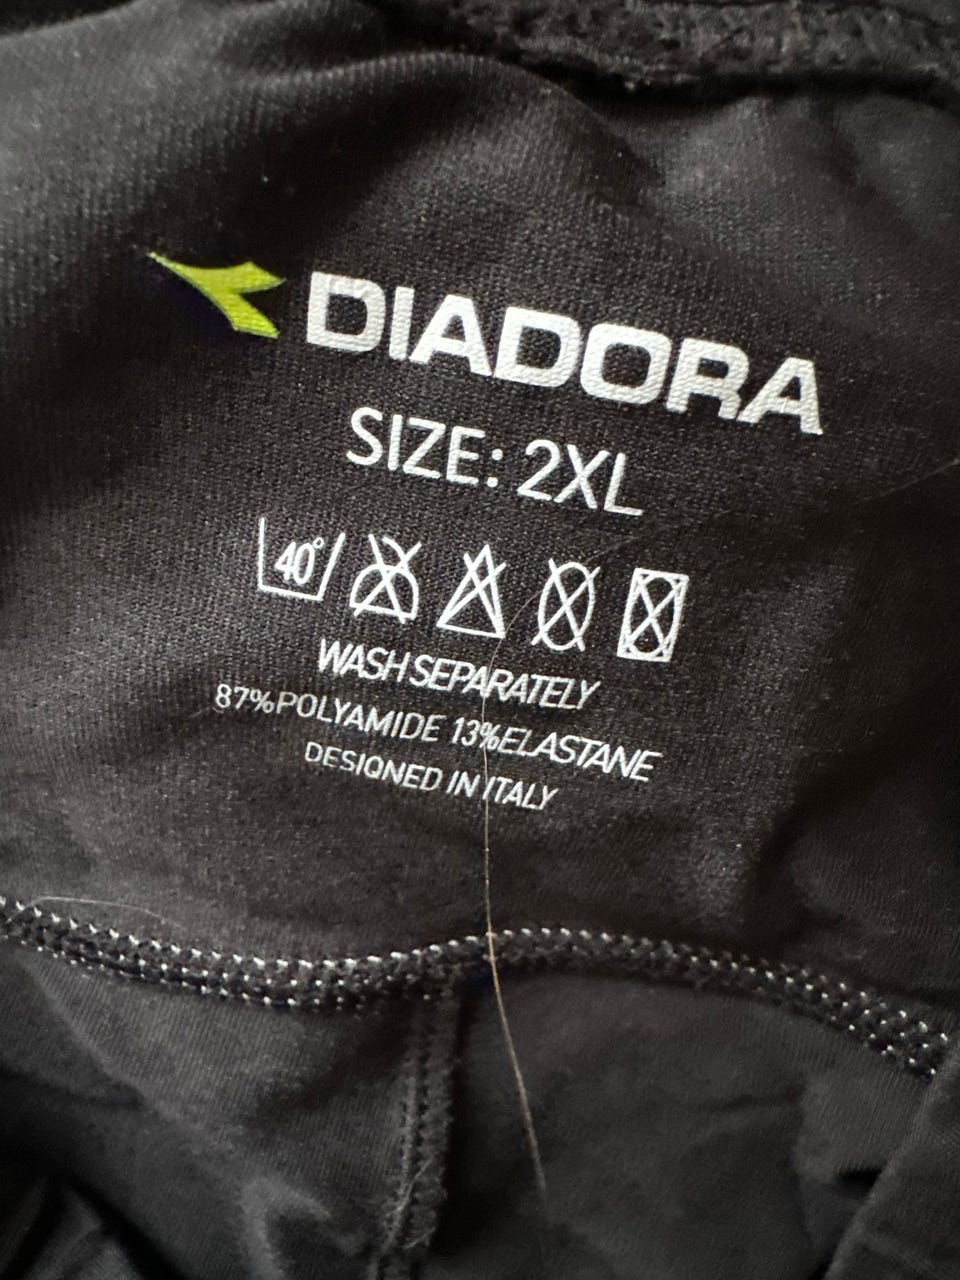 DIADORA
SIZE: 2XL
40°
WASH SEPARATELY
87%POLYAMIDE 13%ELASTANE
DESIGNED IN ITALY